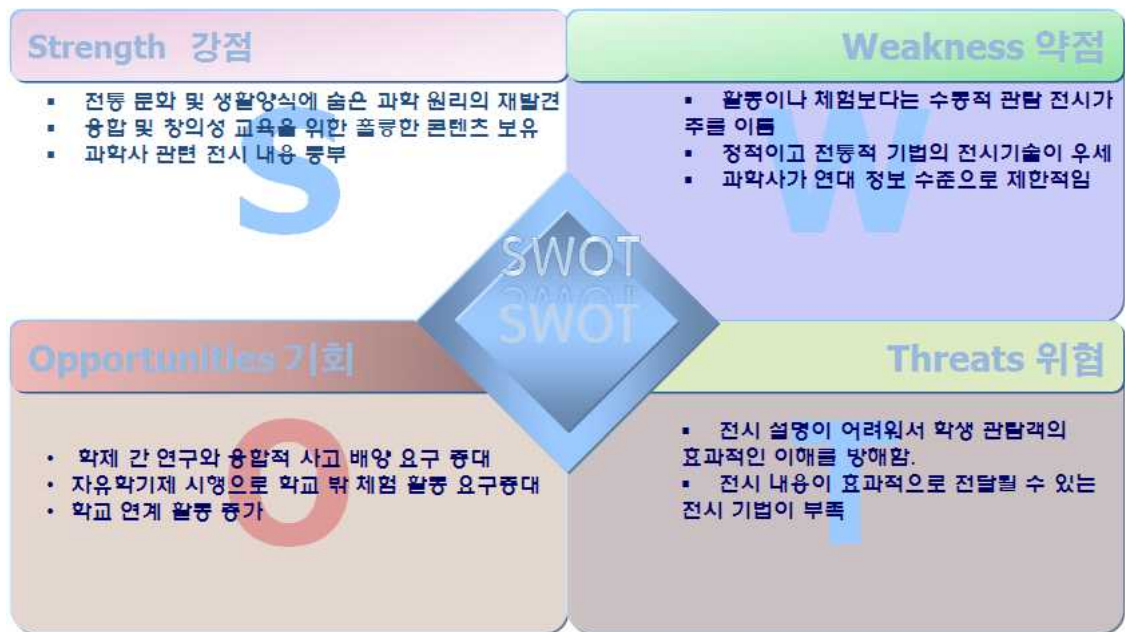 Strength 강점
▪ 전통 문화 및 생활양식에 숨은 과학 원리의 재발견
▪ 융합 및 창의성 교육을 위한 훌륭한 콘텐츠 보유
▪ 과학사 관련 전시 내용 풍부
S
Weakness 약점
▪ 활동이나 체험보다는 수동적 관람 전시가
주를 이룸
▪ 정적이고 전통적 기법의 전시기술이 우세
▪ 과학사가 연대 정보 수준으로 제한적임
W
SWOT
SWOT
Opportunities 기회
• 학제 간 연구와 융합적 사고 배양 요구 증대
• 자유학기제 시행으로 학교 밖 체험 활동 요구증대
• 학교 연계 활동 증가
O
Threats 위협
▪ 전시 설명이 어려워서 학생 관람객의
효과적인 이해를 방해함.
▪ 전시 내용이 효과적으로 전달될 수 있는
전시 기법이 부족
T